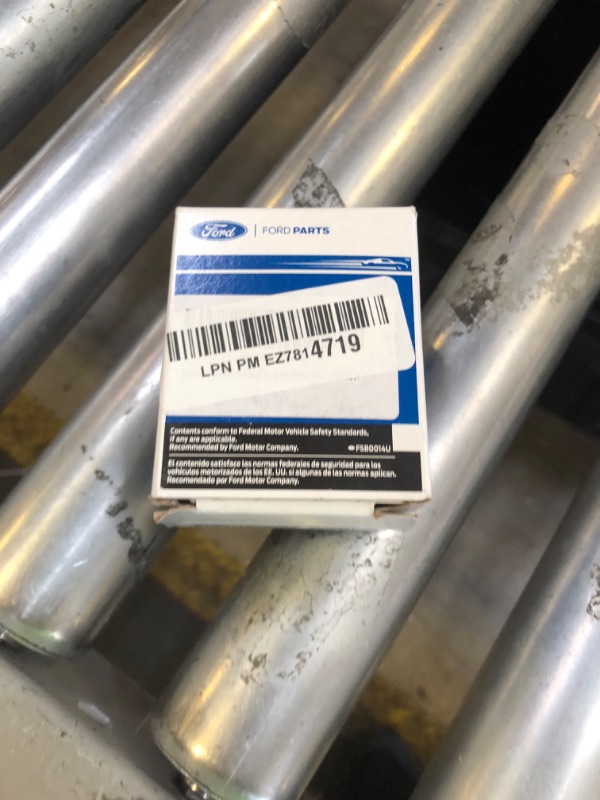 Ford | FORD PARTS
LPN PM EZ7814719
Contents conform to Federal Motor Vehicle Safety Standards,
if any are applicable.
Recommended by Ford Motor Company.
FSB0014U
El contenido satisface las normas federales de seguridad para los
vehículos motorizados de los EE.UU. si algunas de las normas aplican.
Recomendado por Ford Motor Company.